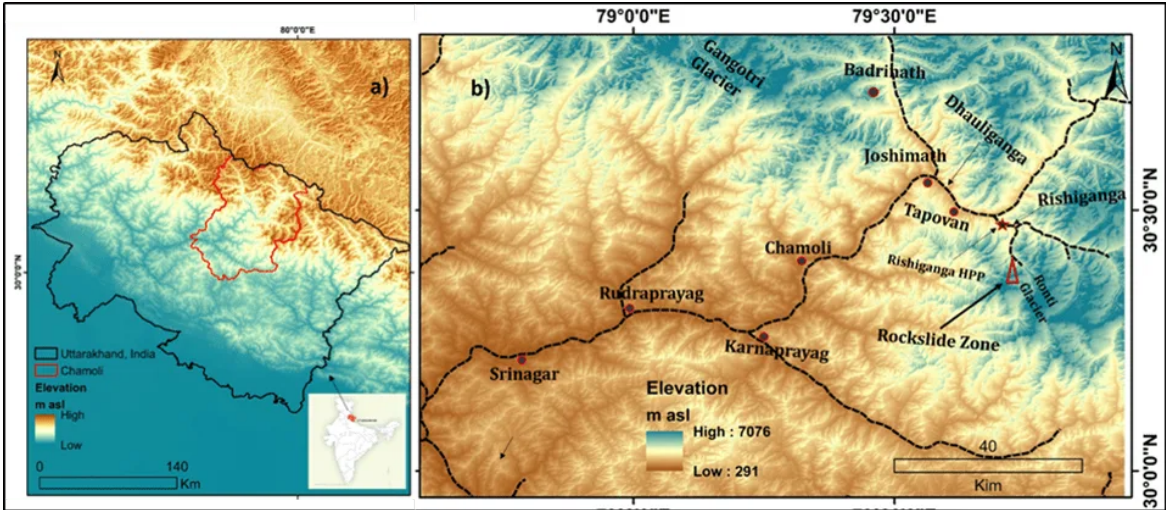 80°0'0"E
N
a)
30°0'0"N
Uttarakhand, India
Chamoli
Elevation
m asl
High
Low
0 140
Km
79°0'0"E 79°30'0"E
b)
N
Gangotri
Glacier
Badrihath
Dhauliganga
Joshimath
Rishiganga
Tapovan
Chamoli
Rishiganga HPP
Ronti
Glacier
Rudraprayag
Rockslide Zone
Karnaprayag
Srinagar
Elevation
m asl
High : 7076
Low : 291
40
Kim
30°30'0"N
30°0'0"N